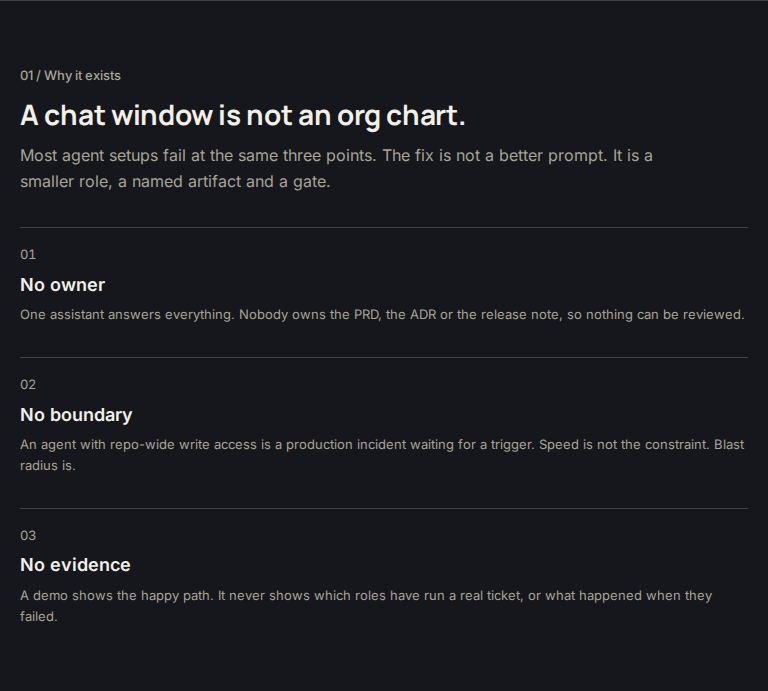 01 / Why it exists
A chat window is not an org chart.
Most agent setups fail at the same three points. The fix is not a better prompt. It is a
smaller role, a named artifact and a gate.
01
No owner
One assistant answers everything. Nobody owns the PRD, the ADR or the release note, so nothing can be reviewed.
02
No boundary
An agent with repo-wide write access is a production incident waiting for a trigger. Speed is not the constraint. Blast
radius is.
03
No evidence
A demo shows the happy path. It never shows which roles have run a real ticket, or what happened when they
failed.